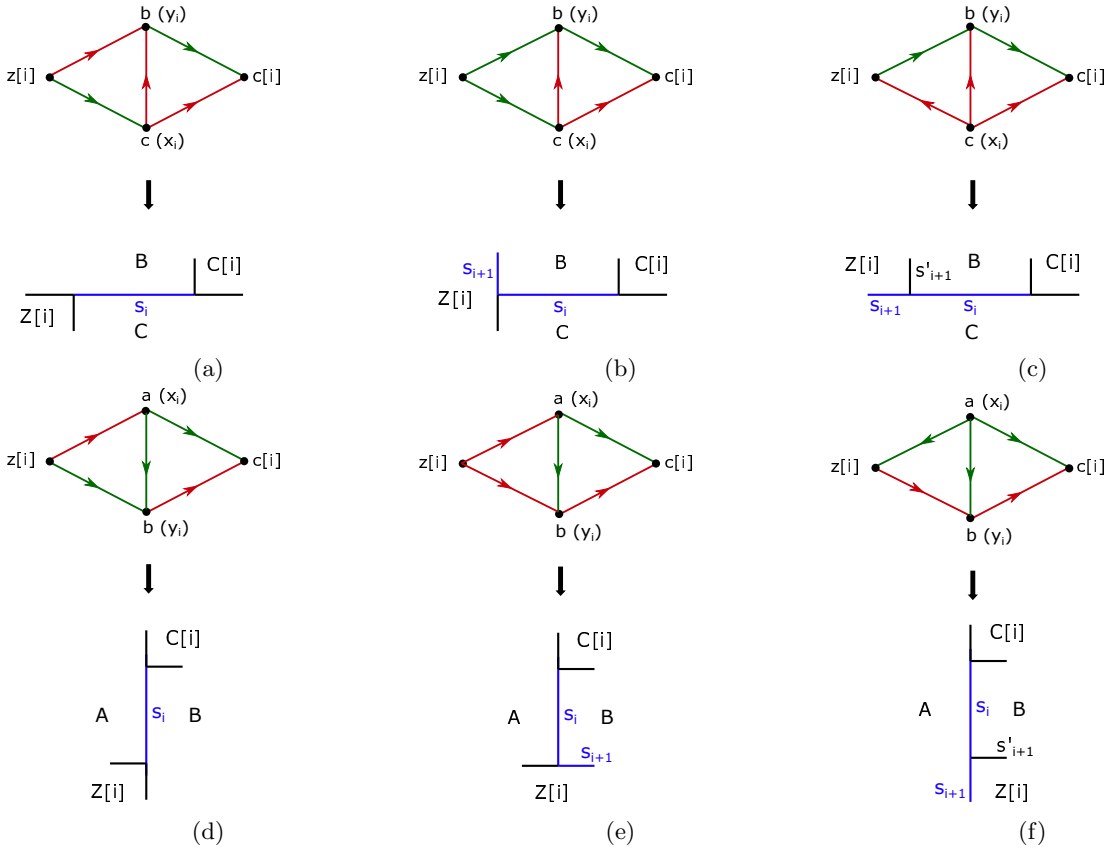 b (yᵢ) b (yᵢ) b (yᵢ)
z[i] c[i] z[i] c[i] z[i] c[i]
c (xᵢ) c (xᵢ) c (xᵢ)
B C[i] sᵢ₊₁ B C[i] Z[i] s'ᵢ₊₁ B C[i]
Z[i] sᵢ Z[i] sᵢ sᵢ₊₁ sᵢ
C C C
(a) (b) (c)
a (xᵢ) a (xᵢ) a (xᵢ)
z[i] c[i] z[i] c[i] z[i] c[i]
b (yᵢ) b (yᵢ) b (yᵢ)
C[i] C[i] C[i]
A sᵢ B A sᵢ B A sᵢ B
sᵢ₊₁ s'ᵢ₊₁
Z[i] Z[i] sᵢ₊₁ Z[i]
(d) (e) (f)